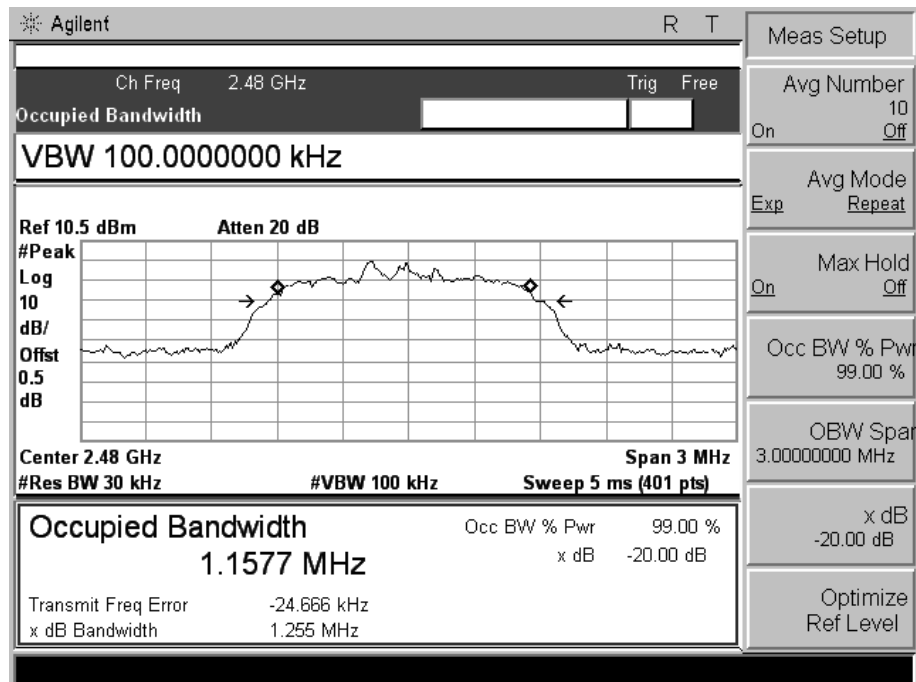 Agilent R T
Ch Freq 2.48 GHz Trig Free
Occupied Bandwidth
VBW 100.0000000 kHz
Ref 10.5 dBm Atten 20 dB
#Peak
Log
10
dB/
Offst
0.5
dB
Center 2.48 GHz Span 3 MHz
#Res BW 30 kHz #VBW 100 kHz Sweep 5 ms (401 pts)
Occupied Bandwidth
1.1577 MHz
Occ BW % Pwr 99.00 %
x dB -20.00 dB
Transmit Freq Error -24.666 kHz
x dB Bandwidth 1.255 MHz
Meas Setup
Avg Number
10
On Off
Avg Mode
Exp Repeat
Max Hold
On Off
Occ BW % Pwr
99.00 %
OBW Span
3.00000000 MHz
x dB
-20.00 dB
Optimize
Ref Level